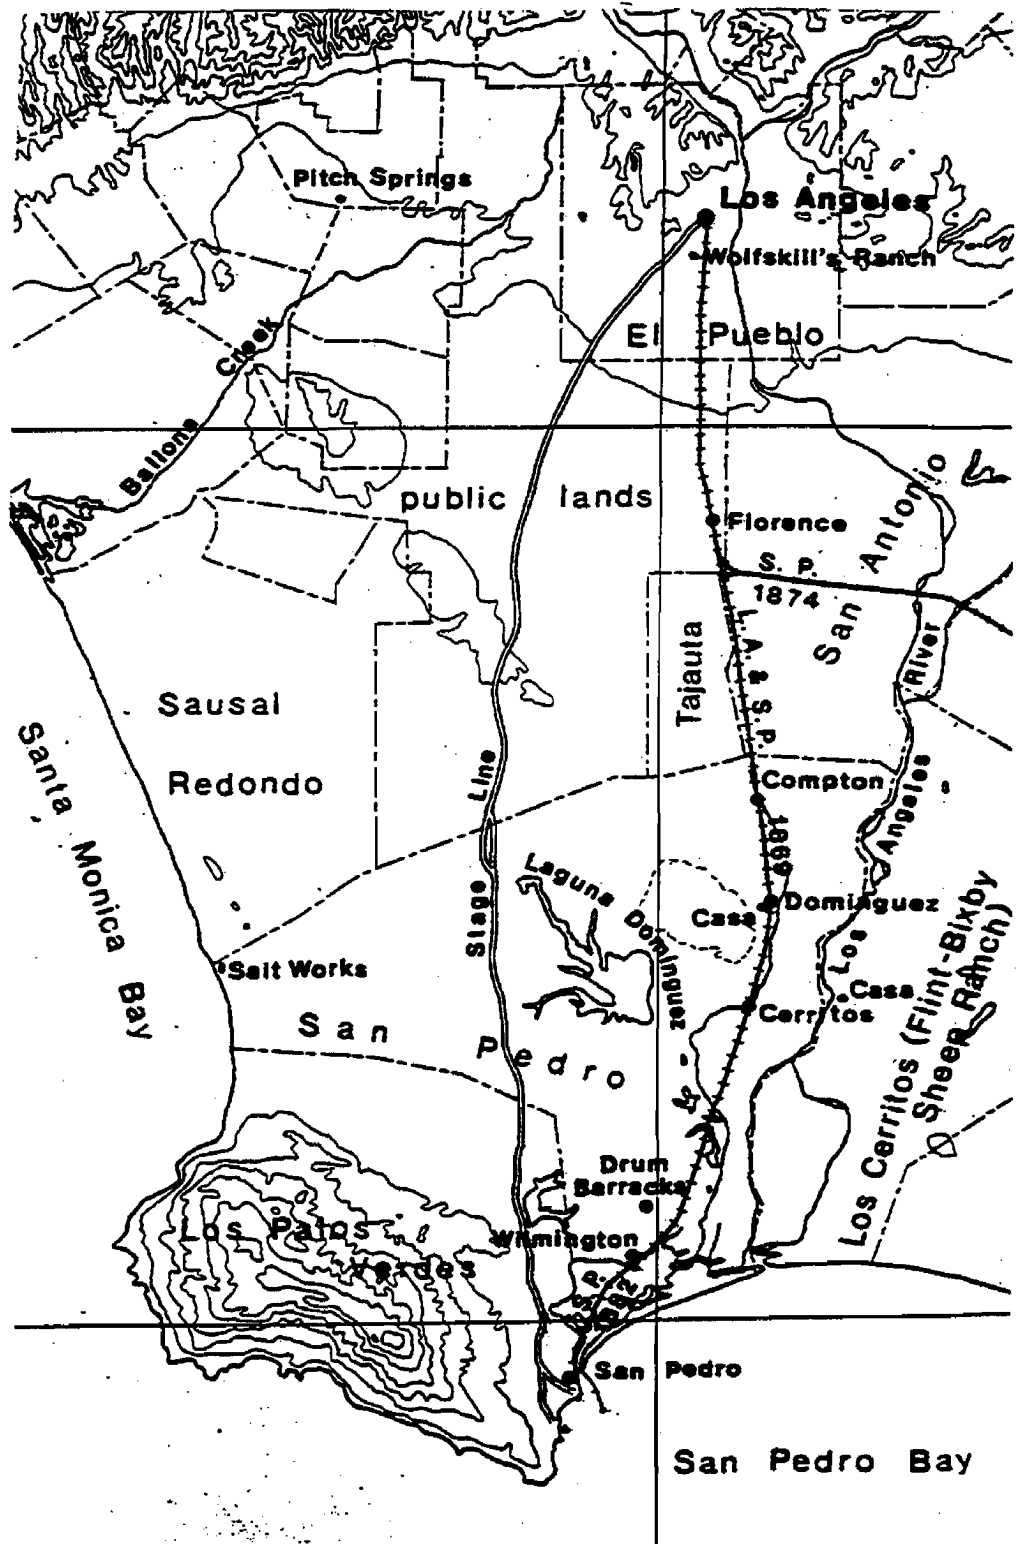 Pitch Springs
Los Angeles
Wolfskill's Ranch
El Pueblo
Ballona Creek
public lands
Florence
San Antonio
S. P.
1874
L. A. & S. P.
1869
Tajauta
River
Sausal
Redondo
Santa Monica Bay
Stage Line
Compton
Los Angeles
Laguna Dominguez
Casa
Dominguez
Salt Works
Casa
Cerritos
San Pedro
Los Cerritos (Flint-Bixby
Sheep Ranch)
Drum
Barracks
Los Palos
Verdes
Wilmington
S. P.
San Pedro
San Pedro Bay